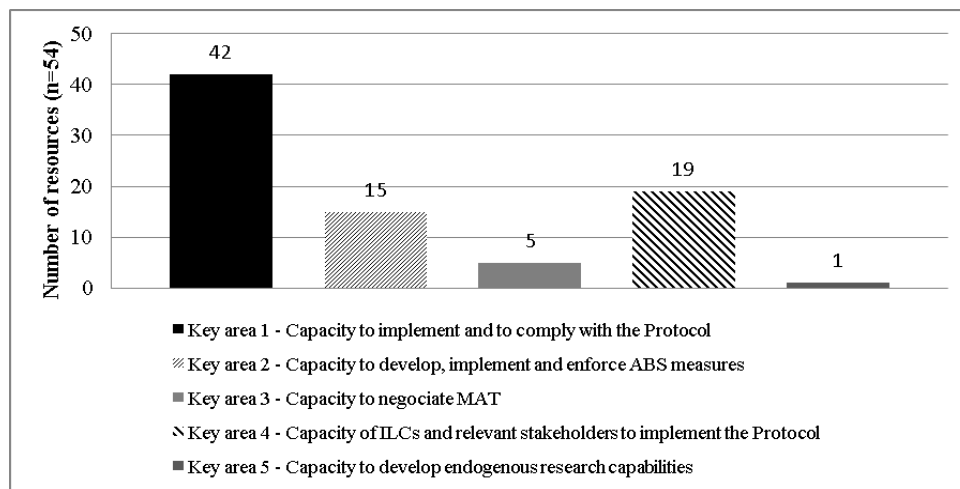 Number of resources (n=54)
50
40
30
20
10
0
42
15
5
19
1
Key area 1 - Capacity to implement and to comply with the Protocol
Key area 2 - Capacity to develop, implement and enforce ABS measures
Key area 3 - Capacity to negociate MAT
Key area 4 - Capacity of ILCs and relevant stakeholders to implement the Protocol
Key area 5 - Capacity to develop endogenous research capabilities